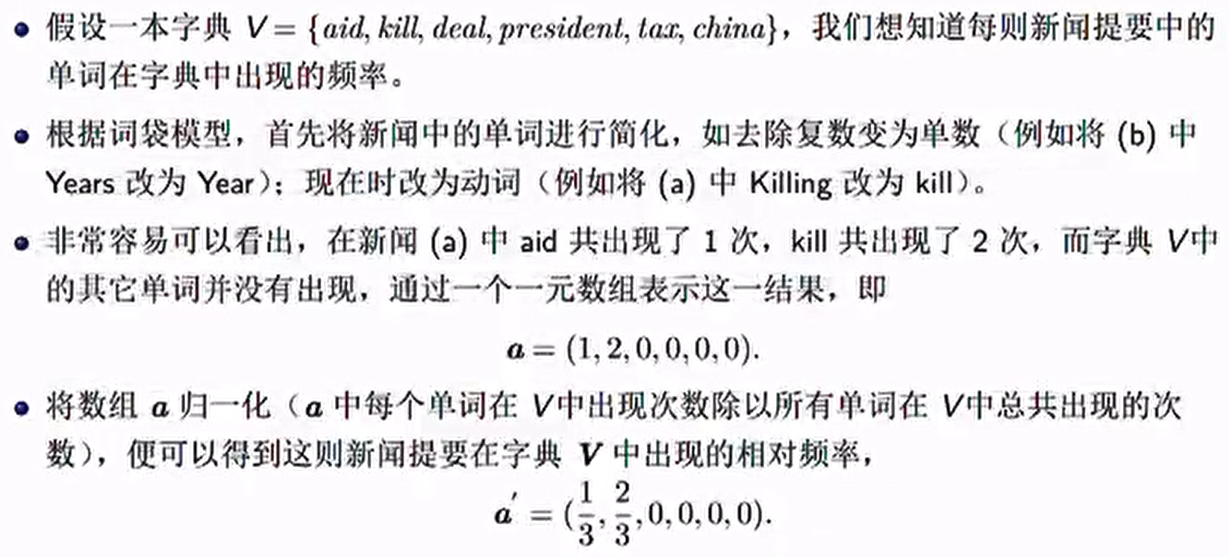 假设一本字典 V = {aid, kill, deal, president, tax, china}，我们想知道每则新闻提要中的
单词在字典中出现的频率。
根据词袋模型，首先将新闻中的单词进行简化，如去除复数变为单数（例如将 (b) 中
Years 改为 Year）；现在时改为动词（例如将 (a) 中 Killing 改为 kill）。
非常容易可以看出，在新闻 (a) 中 aid 共出现了 1 次，kill 共出现了 2 次，而字典 V中
的其它单词并没有出现，通过一个一元数组表示这一结果，即
a = (1, 2, 0, 0, 0, 0).
将数组 a 归一化（a 中每个单词在 V中出现次数除以所有单词在 V中总共出现的次
数），便可以得到这则新闻提要在字典 V 中出现的相对频率，
a′ = (1/3, 2/3, 0, 0, 0, 0).